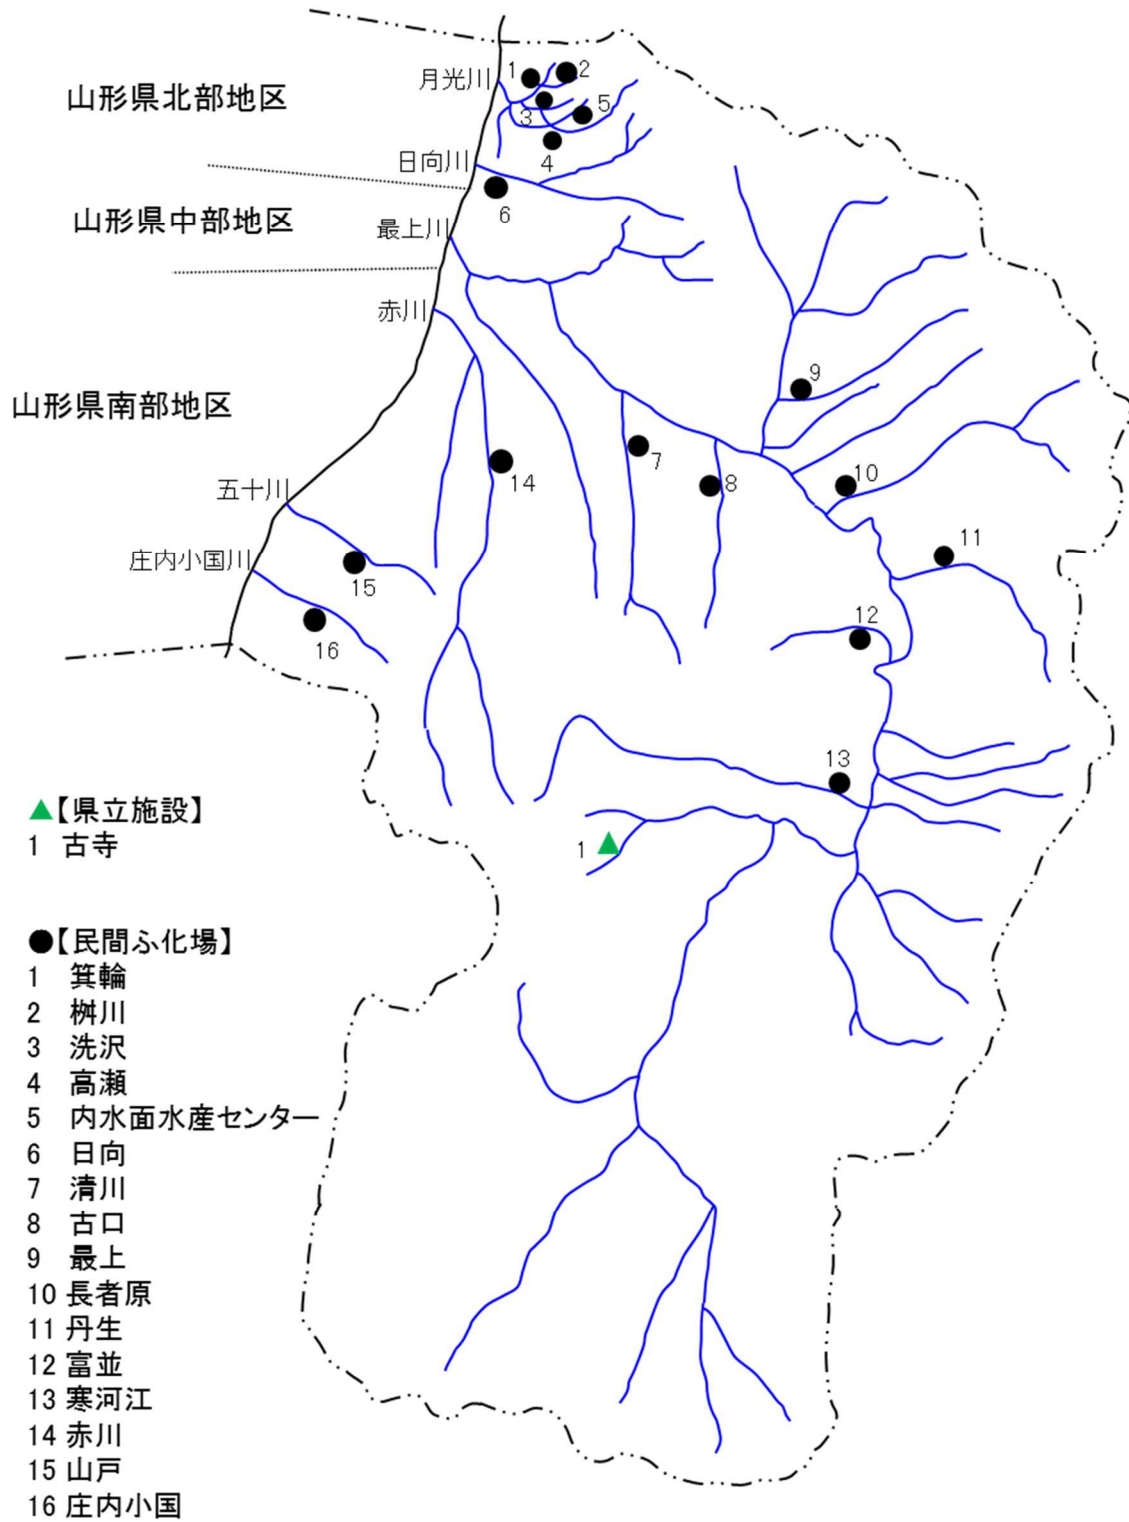 月光川
1
2
山形県北部地区
3
5
4
日向川
6
山形県中部地区
最上川
赤川
9
山形県南部地区
7
14
8
10
五十川
11
庄内小国川
15
12
16
13
▲【県立施設】
1 古寺
1
●【民間ふ化場】
1 箕輪
2 桝川
3 洗沢
4 高瀬
5 内水面水産センター
6 日向
7 清川
8 古口
9 最上
10 長者原
11 丹生
12 富並
13 寒河江
14 赤川
15 山戸
16 庄内小国